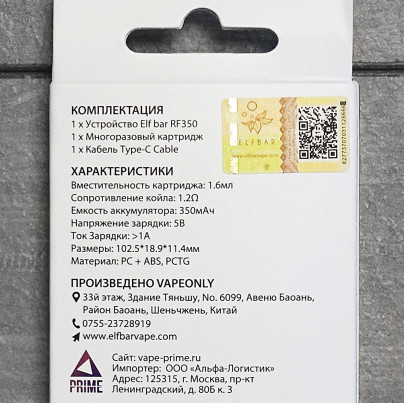 КОМПЛЕКТАЦИЯ
1 x Устройство Elf bar RF350
1 x Многоразовый картридж
1 x Кабель Type-C Cable
ELFBAR
www.elfbarvape.com
ХАРАКТЕРИСТИКИ
Вместительность картриджа: 1.6мл
Сопротивление койла: 1.2Ω
Емкость аккумулятора: 350мАч
Напряжение зарядки: 5В
Ток Зарядки: >1А
Размеры: 102.5*18.9*11.4мм
Материал: PC + ABS, PCTG
ПРОИЗВЕДЕНО VAPEONLY
33й этаж, Здание Тяньшу, No. 6099, Авеню Баоань,
Район Баоань, Шеньчжень, Китай
0755-23728919
www.elfbarvape.com
PRIME
Сайт: vape-prime.ru
Импортер: ООО «Альфа-Логистик»
Адрес: 125315, г. Москва, пр-кт
Ленинградский, д. 80Б к. 3